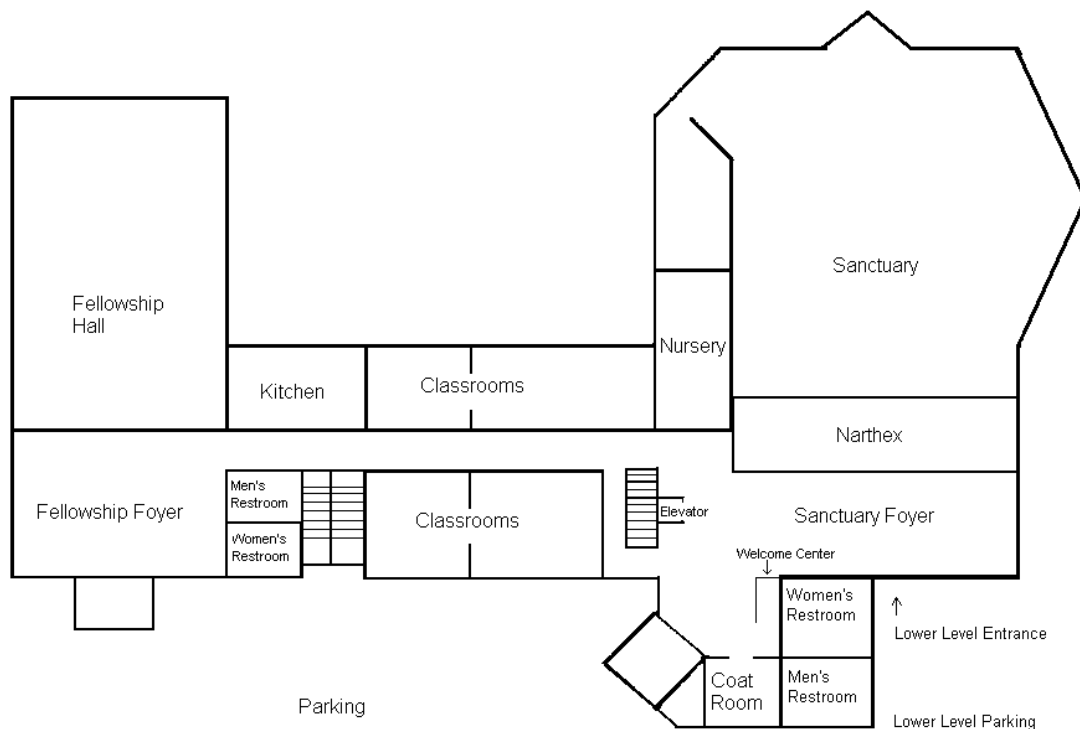 Sanctuary
Fellowship
Hall
Nursery
Kitchen
Classrooms
Narthex
Men's
Restroom
Fellowship Foyer
Women's
Restroom
Classrooms
Elevator
Sanctuary Foyer
Welcome Center
Women's
Restroom
Lower Level Entrance
Coat
Room
Men's
Restroom
Parking
Lower Level Parking